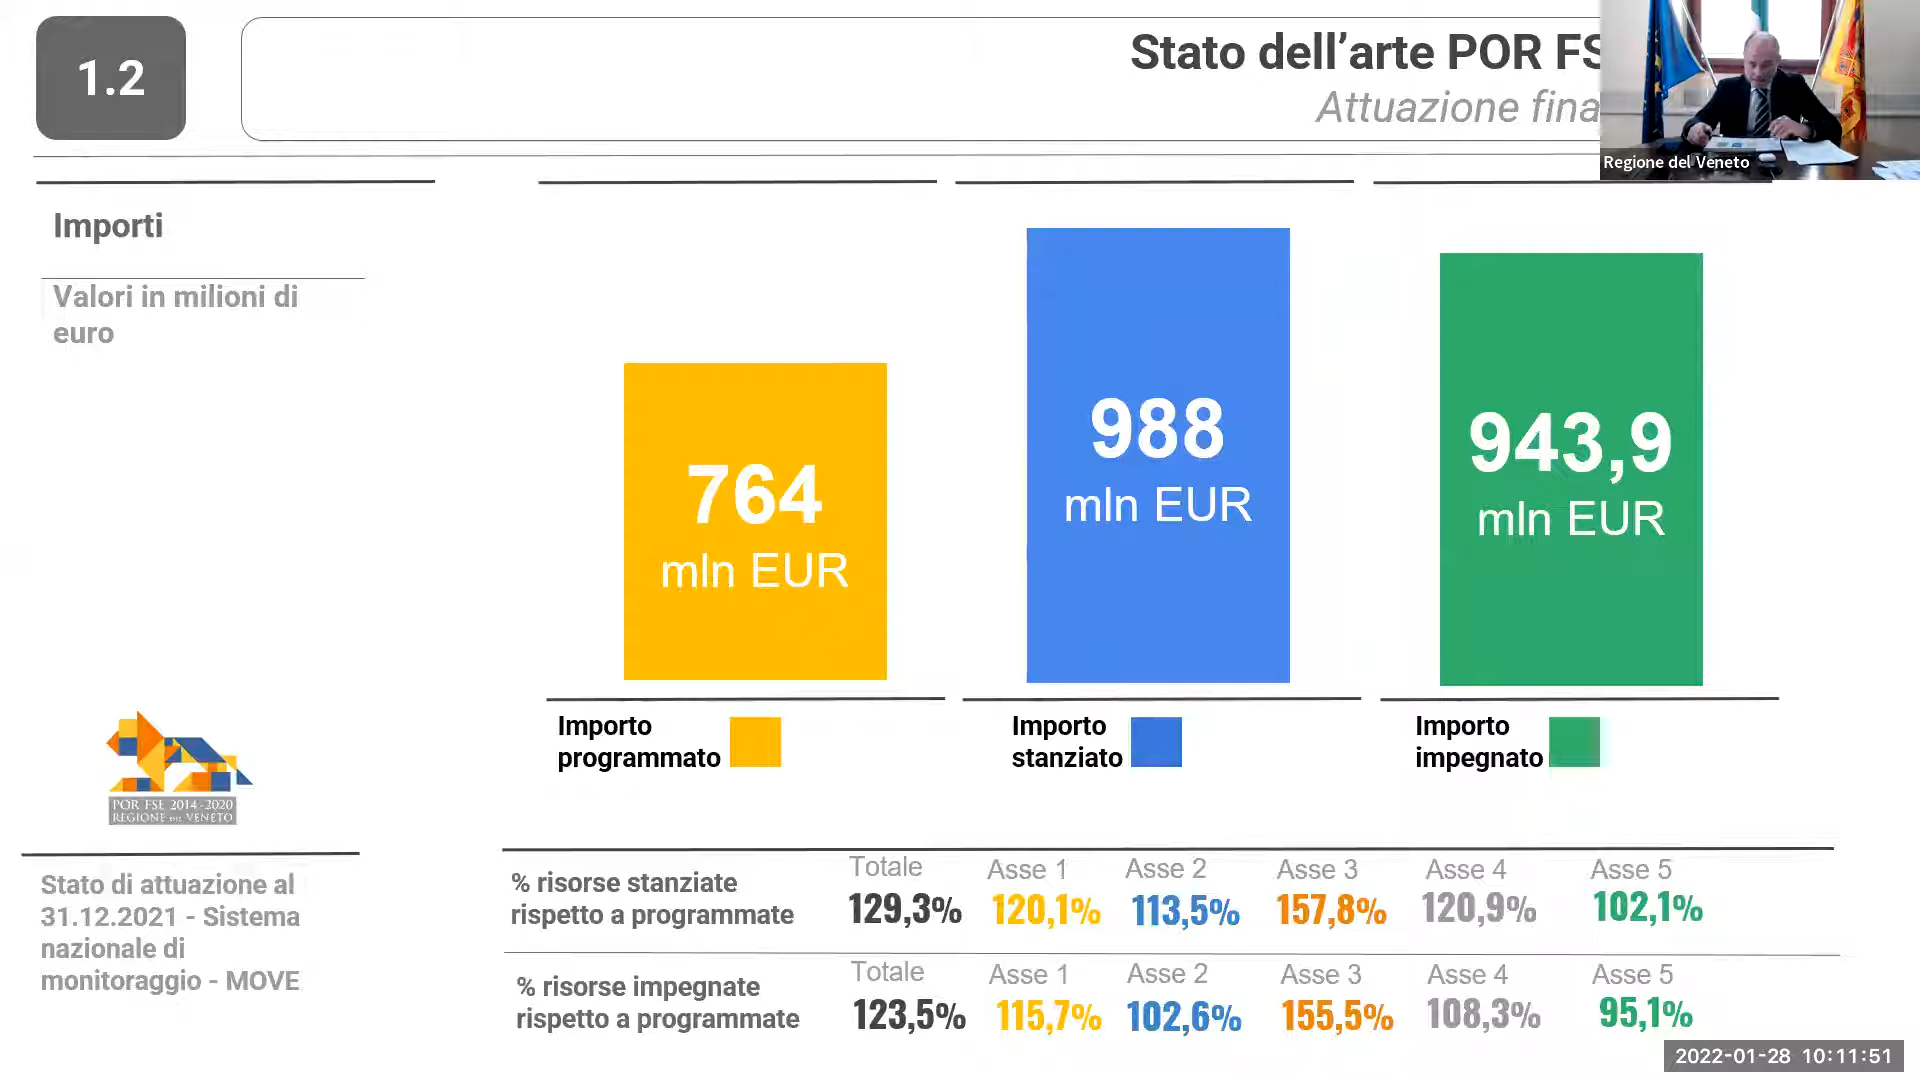 1.2
Stato dell’arte POR FS
Attuazione fina
Regione del Veneto
Importi
Valori in milioni di
euro
764
mln EUR
988
mln EUR
943,9
mln EUR
Importo
programmato
Importo
stanziato
Importo
impegnato
POR FSE 2014-2020
REGIONE DEL VENETO
Stato di attuazione al
31.12.2021 - Sistema
nazionale di
monitoraggio - MOVE
% risorse stanziate
rispetto a programmate
Totale Asse 1 Asse 2 Asse 3 Asse 4 Asse 5
129,3% 120,1% 113,5% 157,8% 120,9% 102,1%
% risorse impegnate
rispetto a programmate
Totale Asse 1 Asse 2 Asse 3 Asse 4 Asse 5
123,5% 115,7% 102,6% 155,5% 108,3% 95,1%
2022-01-28 10:11:51